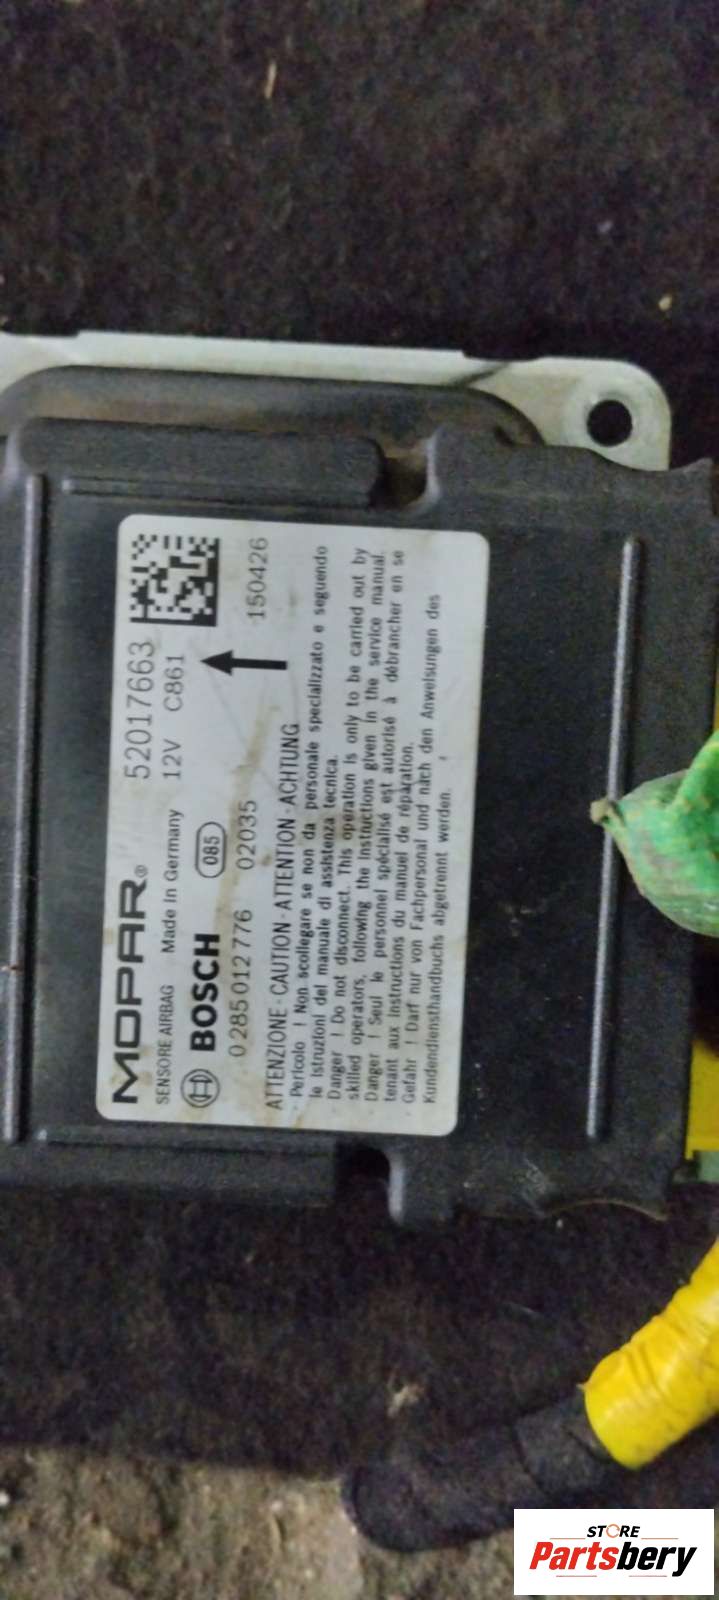 MOPAR® 52017663
SENSORE AIRBAG Made in Germany 12V C861
BOSCH 085
0 285 012 776 02035 150426
ATTENZIONE - CAUTION - ATTENTION - ACHTUNG
- Pericolo ! Non scollegare se non da personale specializzato e seguendo
le istruzioni del manuale di assistenza tecnica.
- Danger ! Do not disconnect. This operation is only to be carried out by
skilled operators, following the instructions given in the service manual.
Danger ! Seul le personnel spécialisé est autorisé à débrancher en se
tenant aux instructions du manuel de réparation.
- Gefahr ! Darf nur von Fachpersonal und nach den Anweisungen des
Kundendiensthandbuchs abgetrennt werden.
STORE
Partsbery